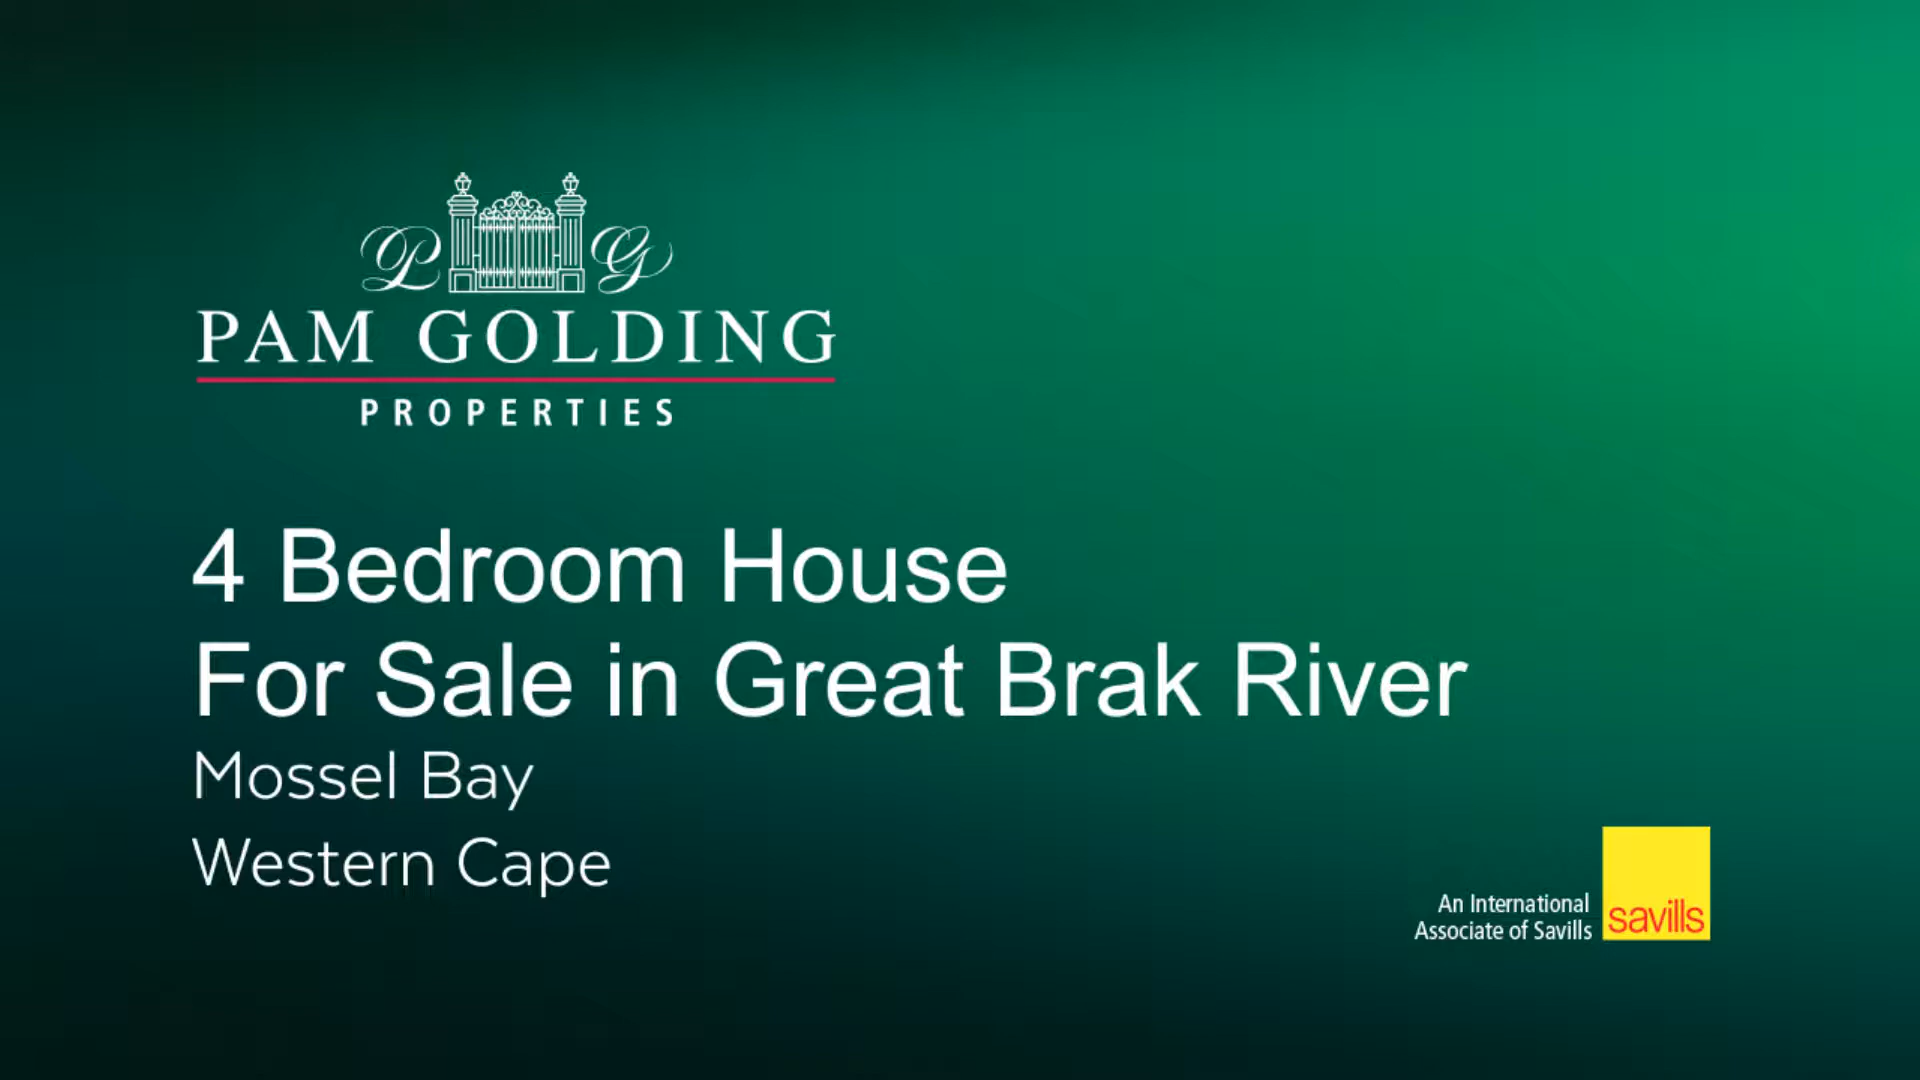 P G
PAM GOLDING
PROPERTIES
4 Bedroom House
For Sale in Great Brak River
Mossel Bay
Western Cape
An International
Associate of Savills
savills